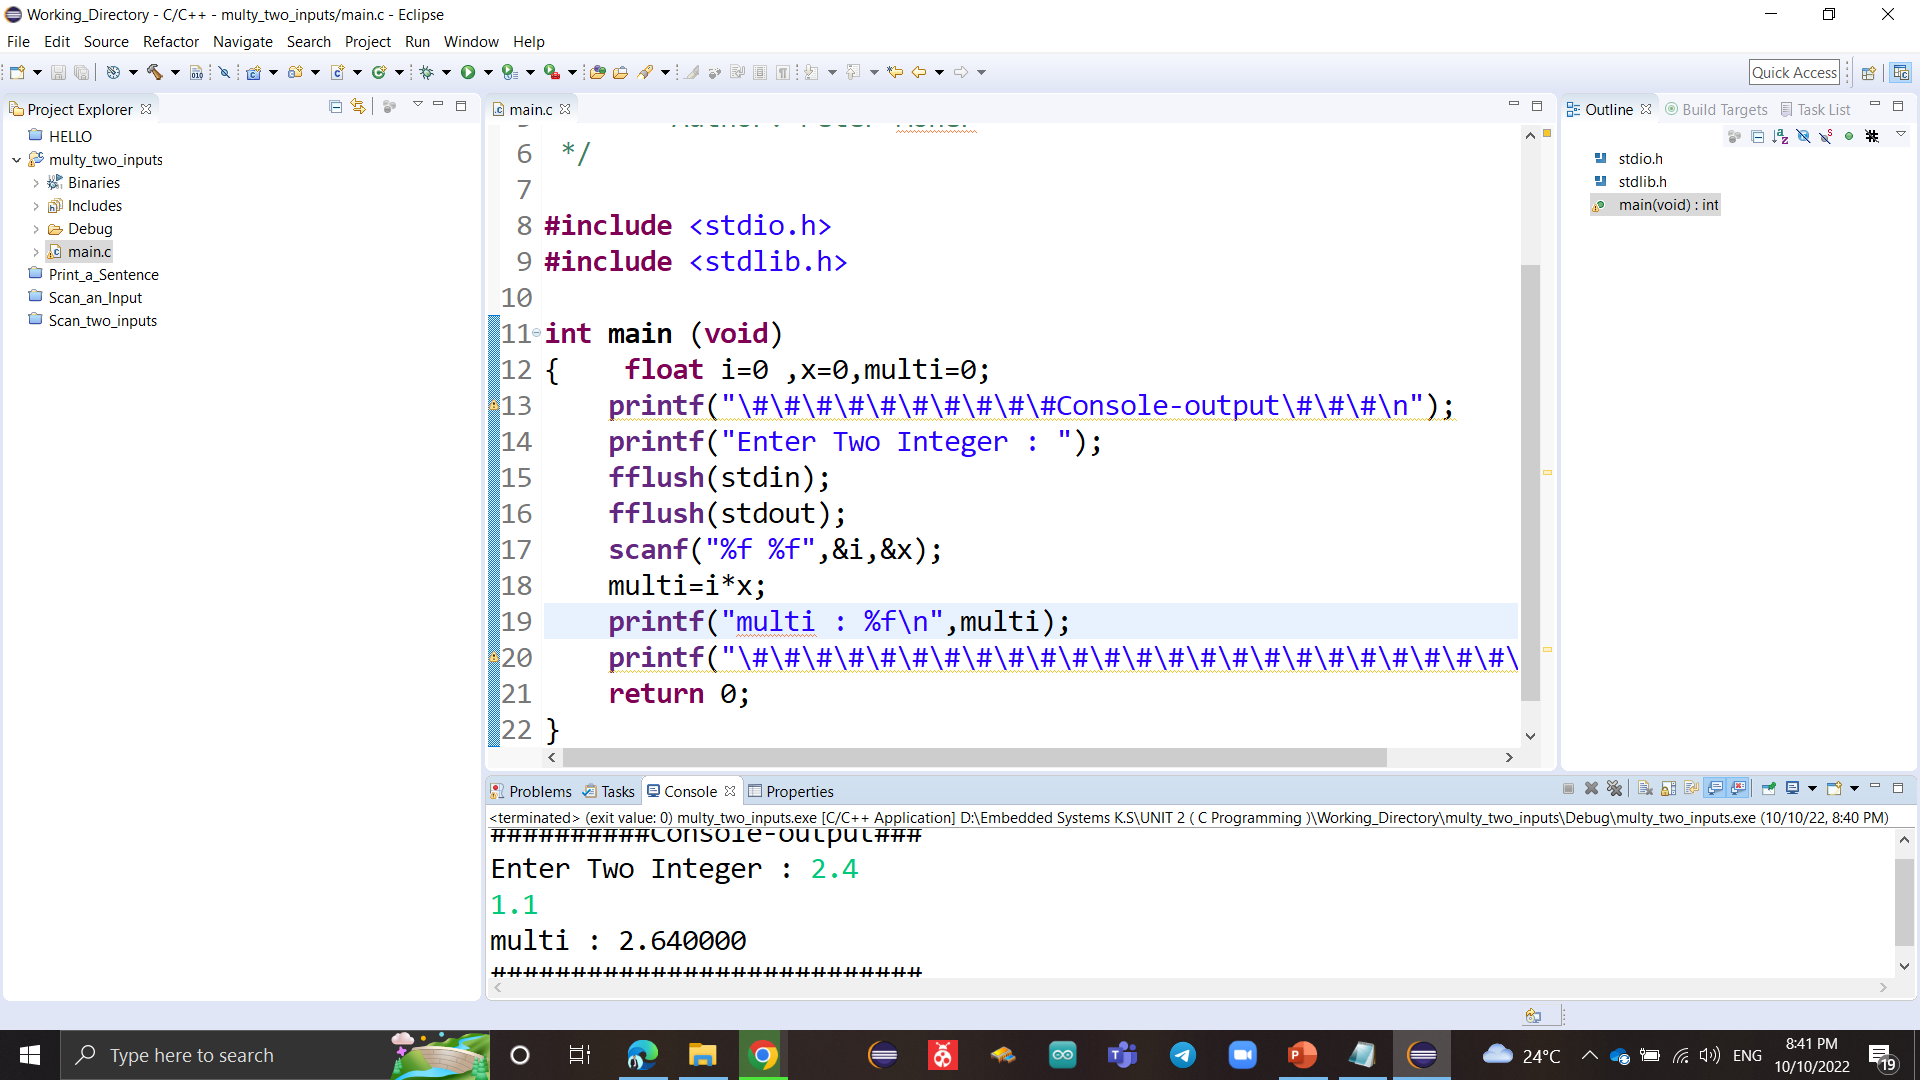 Working_Directory - C/C++ - multy_two_inputs/main.c - Eclipse
File Edit Source Refactor Navigate Search Project Run Window Help
Quick Access
Project Explorer
HELLO
multy_two_inputs
Binaries
Includes
Debug
main.c
Print_a_Sentence
Scan_an_Input
Scan_two_inputs
main.c
6 */
7
8 #include <stdio.h>
9 #include <stdlib.h>
10
11 int main (void)
12 { float i=0 ,x=0,multi=0;
13 printf("\#\#\#\#\#\#\#\#\#\#Console-output\#\#\#\n");
14 printf("Enter Two Integer : ");
15 fflush(stdin);
16 fflush(stdout);
17 scanf("%f %f",&i,&x);
18 multi=i*x;
19 printf("multi : %f\n",multi);
20 printf("\#\#\#\#\#\#\#\#\#\#\#\#\#\#\#\#\#\#\#\#\#\#\#\#\
21 return 0;
22 }
Outline Build Targets Task List
stdio.h
stdlib.h
main(void) : int
Problems Tasks Console Properties
<terminated> (exit value: 0) multy_two_inputs.exe [C/C++ Application] D:\Embedded Systems K.S\UNIT 2 ( C Programming )\Working_Directory\multy_two_inputs\Debug\multy_two_inputs.exe (10/10/22, 8:40 PM)
##########Console-output###
Enter Two Integer : 2.4
1.1
multi : 2.640000
###########################
Type here to search
24°C
ENG
8:41 PM
10/10/2022
19